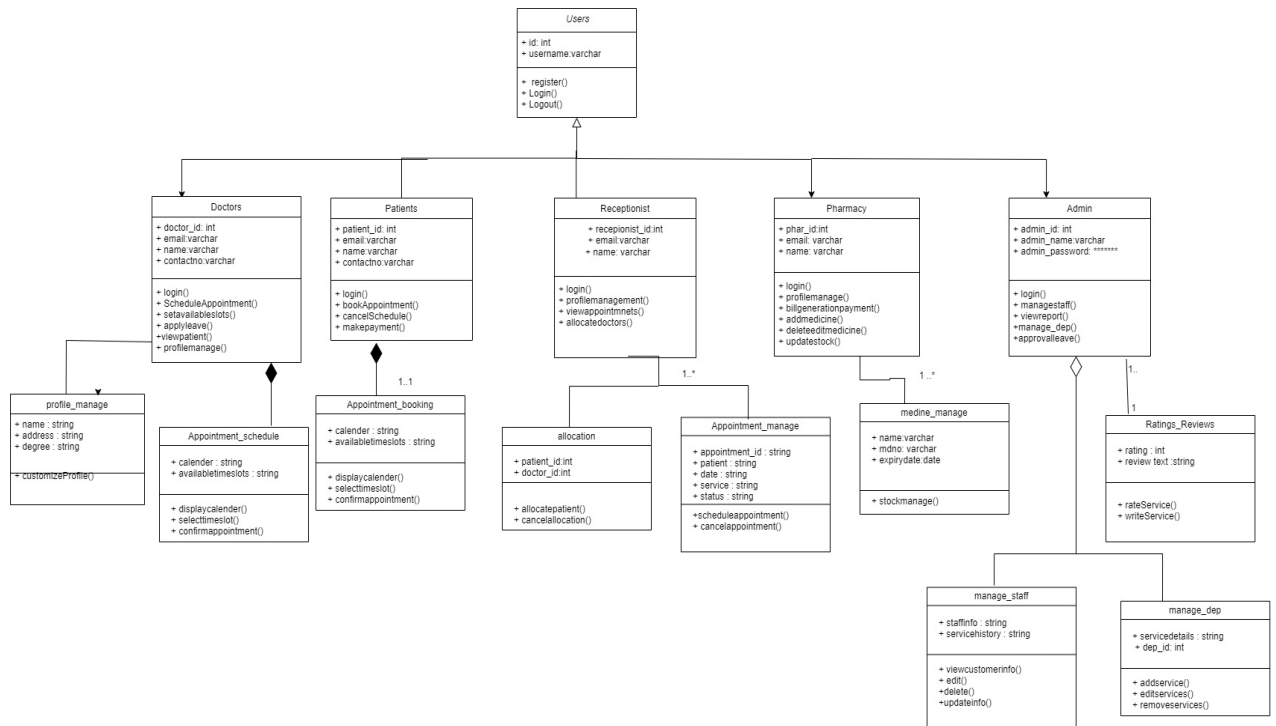 Users
+ id: int
+ username:varchar
+ register()
+ Login()
+ Logout()
Doctors
+ doctor_id: int
+ email:varchar
+ name:varchar
+ contactno:varchar
+ login()
+ ScheduleAppointment()
+ setavailableslots()
+ applyleave()
+viewpatient()
+ profilemanage()
Patients
+ patient_id: int
+ email:varchar
+ name:varchar
+ contactno:varchar
+ login()
+ bookAppointment()
+ cancelSchedule()
+ makepayment()
Receptionist
+ recepionist_id:int
+ email:varchar
+ name: varchar
+ login()
+ profilemanagement()
+ viewappointmnets()
+ allocatedoctors()
Pharmacy
+ phar_id:int
+ email: varchar
+ name: varchar
+ login()
+ profilemanage()
+ billgenerationpayment()
+ addmedicine()
+ deleteeditmedicine()
+ updatestock()
Admin
+ admin_id: int
+ admin_name:varchar
+ admin_password: *******
+ login()
+ managestaff()
+ viewreport()
+manage_dep()
+approvalleave()
1..1
1..*
1 ..*
1..
1
profile_manage
+ name : string
+ address : string
+ degree : string
+ customizeProfile()
Appointment_schedule
+ calender : string
+ availabletimeslots : string
+ displaycalender()
+ selecttimeslot()
+ confirmappointment()
Appointment_booking
+ calender : string
+ availabletimeslots : string
+ displaycalender()
+ selecttimeslot()
+ confirmappointment()
allocation
+ patient_id:int
+ doctor_id:int
+ allocatepatient()
+ cancelallocation()
Appointment_manage
+ appointment_id : string
+ patient : string
+ date : string
+ service : string
+ status : string
+scheduleappointment()
+ cancelappointment()
medine_manage
+ name:varchar
+ mdno: varchar
+ expirydate:date
+ stockmanage()
Ratings_Reviews
+ rating : int
+ review text :string
+ rateService()
+ writeService()
manage_staff
+ staffinfo : string
+ servicehistory : string
+ viewcustomerinfo()
+ edit()
+delete()
+updateinfo()
manage_dep
+ servicedetails : string
+ dep_id: int
+ addservice()
+ editservices()
+ removeservices()